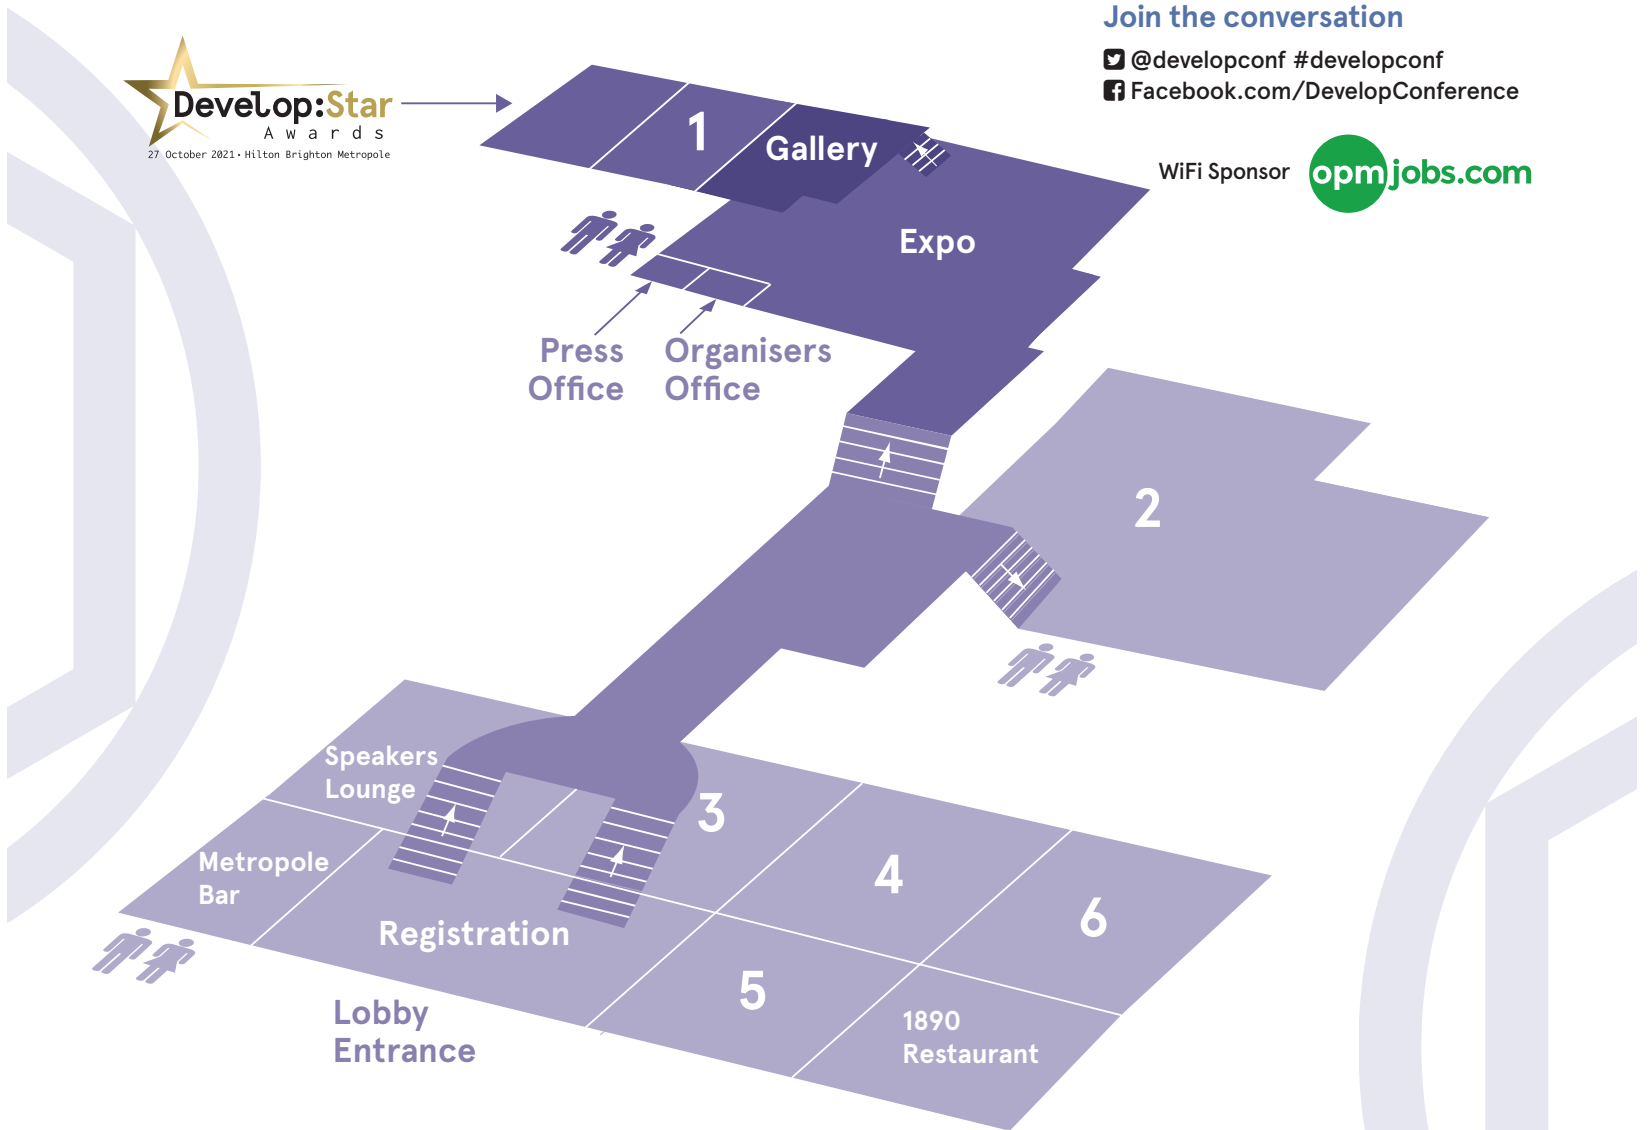 Join the conversation
@developconf #developconf
Facebook.com/DevelopConference
WiFi Sponsor
opmjobs.com
Develop:Star
Awards
27 October 2021 • Hilton Brighton Metropole
1
Gallery
Expo
Press
Office
Organisers
Office
2
Speakers
Lounge
3
Metropole
Bar
4
6
Registration
5
Lobby
Entrance
1890
Restaurant